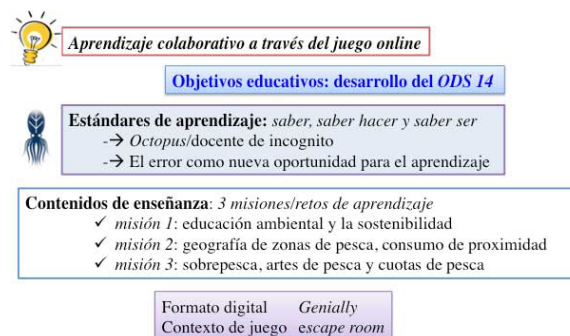 Aprendizaje colaborativo a través del juego online
Objetivos educativos: desarrollo del ODS 14
Estándares de aprendizaje: saber, saber hacer y saber ser
-→ Octopus/docente de incognito
-→ El error como nueva oportunidad para el aprendizaje
Contenidos de enseñanza: 3 misiones/retos de aprendizaje
✓ misión 1: educación ambiental y la sostenibilidad
✓ misión 2: geografía de zonas de pesca, consumo de proximidad
✓ misión 3: sobrepesca, artes de pesca y cuotas de pesca
Formato digital Genially
Contexto de juego escape room